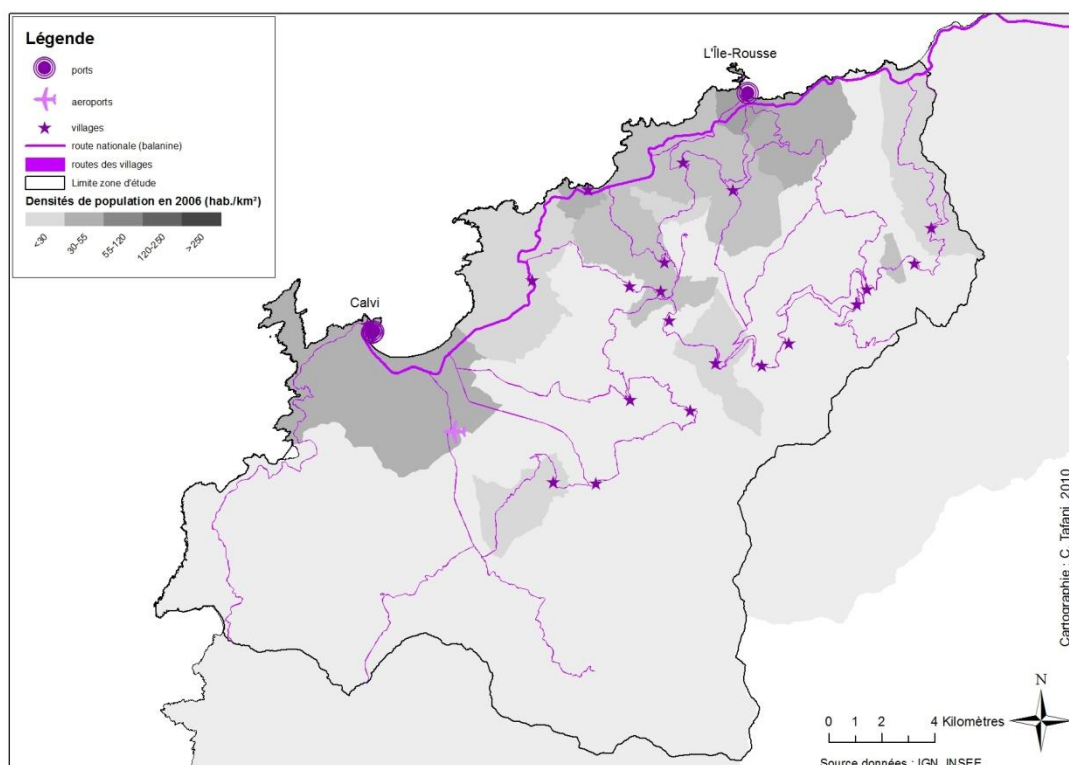 Légende
ports
aeroports
villages
route nationale (balanine)
routes des villages
Limite zone d'étude
Densités de population en 2006 (hab./km²)
<30
30-55
55-120
120-250
>250
L'Île-Rousse
Calvi
Cartographie : C. Tafani, 2010
N
0 1 2 4 Kilomètres
Source données : IGN, INSEE